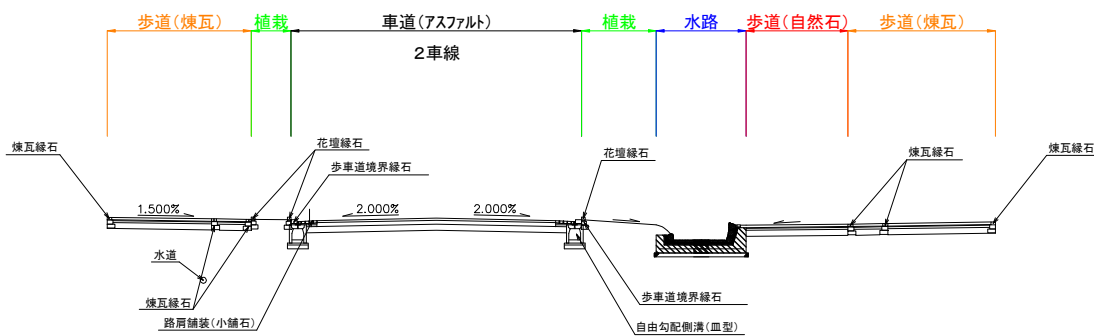 歩道(煉瓦)
植栽
車道(アスファルト)
植栽
水路
歩道(自然石)
歩道(煉瓦)
2車線
煉瓦縁石
花壇縁石
歩車道境界縁石
花壇縁石
煉瓦縁石
煉瓦縁石
1.500%
2.000%
2.000%
水道
煉瓦縁石
路肩舗装(小舗石)
歩車道境界縁石
自由勾配側溝(皿型)